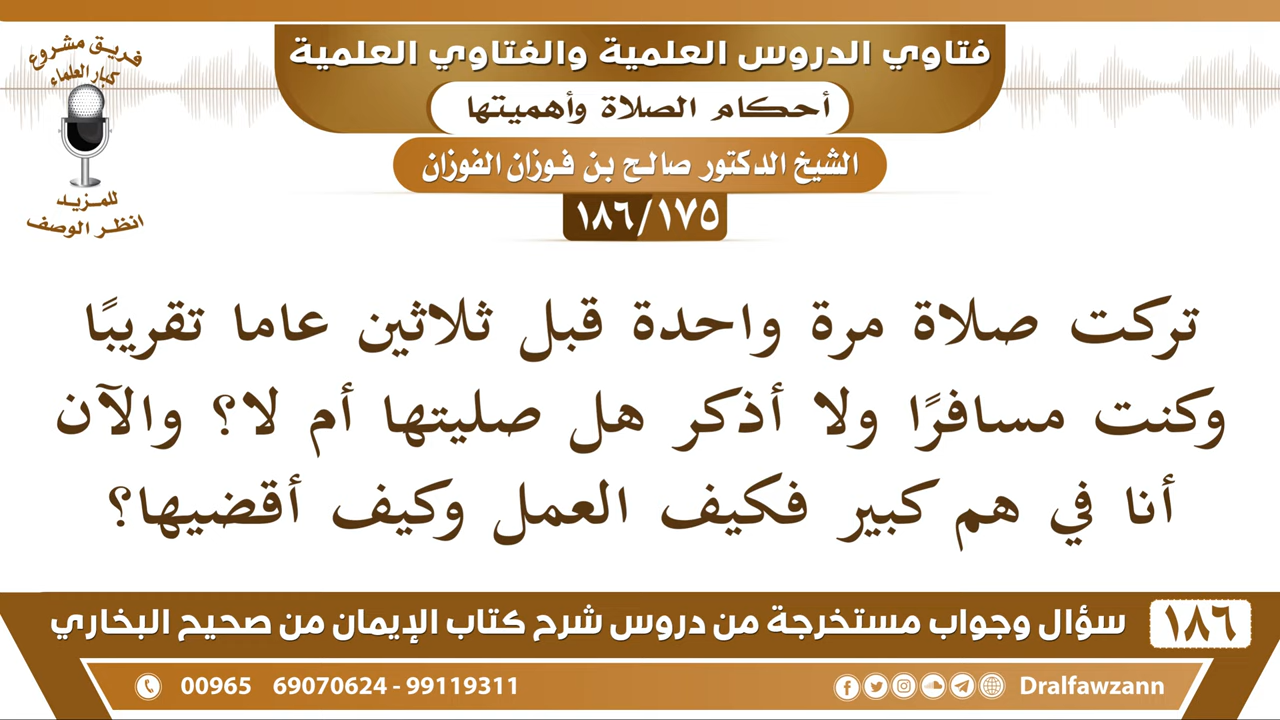 فريق مشروع
كبار العلماء
للمزيد
انظر الوصف
فتاوي الدروس العلمية والفتاوي العلمية
أحكام الصلاة وأهميتها
الشيخ الدكتور صالح بن فوزان الفوزان
١٨٦/١٧٥
تركت صلاة مرة واحدة قبل ثلاثين عاما تقريبًا
وكنت مسافرًا ولا أذكر هل صليتها أم لا؟ والآن
أنا في هم كبير فكيف العمل وكيف أقضيها؟
١٨٦ سؤال وجواب مستخرجة من دروس شرح كتاب الإيمان من صحيح البخاري
00965 69070624 - 99119311
Dralfawzann